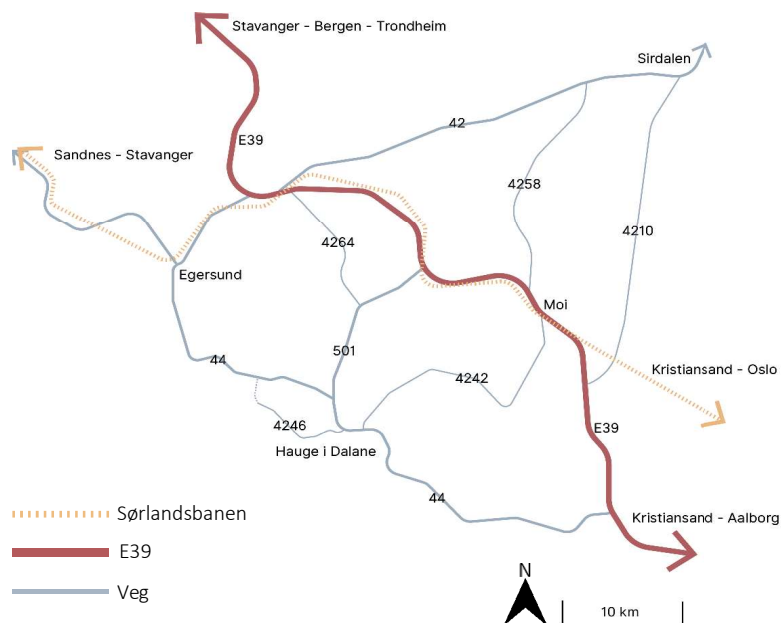 Stavanger - Bergen - Trondheim
Sirdalen
42
E39
Sandnes - Stavanger
4258
4264
4210
Egersund
Moi
501
44
4242
Kristiansand - Oslo
4246
E39
Hauge i Dalane
44
Sørlandsbanen
Kristiansand - Aalborg
E39
N
Veg
10 km